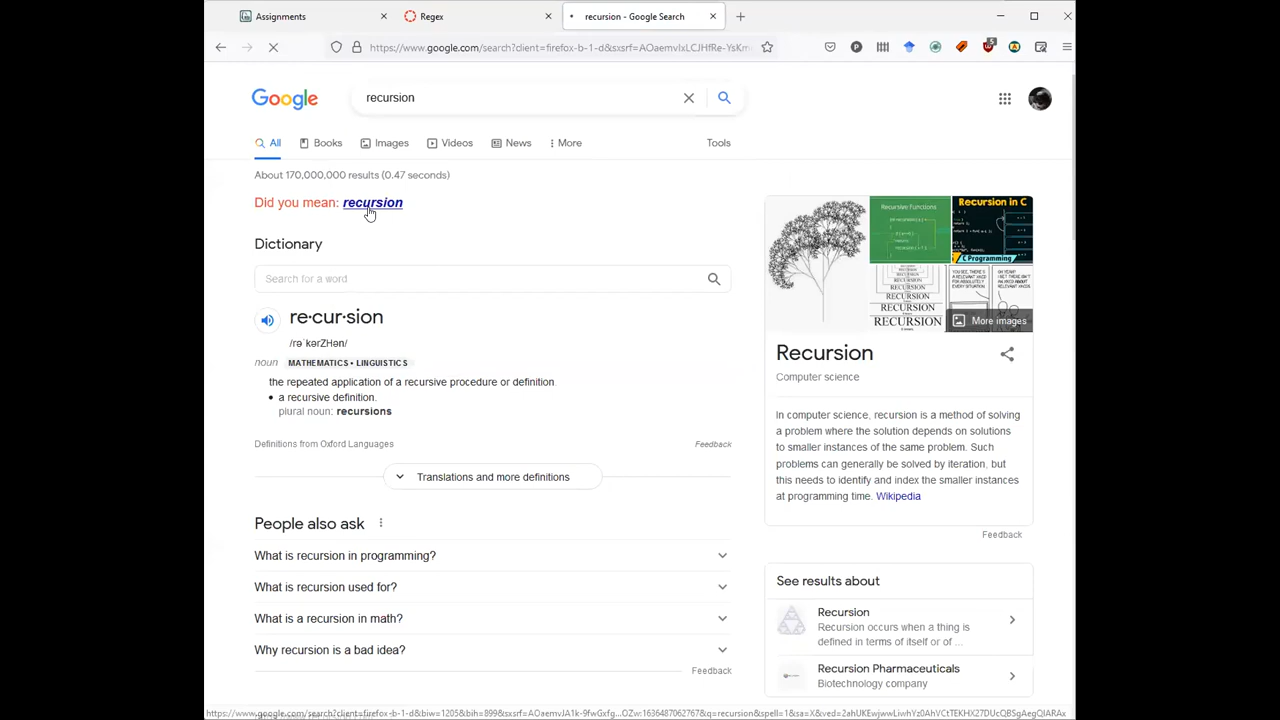 Assignments
Regex
recursion - Google Search
https://www.google.com/search?client=firefox-b-1-d&sxsrf=AOaemvIxLCJHfRe-YsKm
Google
recursion
All
Books
Images
Videos
News
More
Tools
About 170,000,000 results (0.47 seconds)
Did you mean: recursion
Dictionary
Search for a word
re·cur·sion
/rəˈkərZHən/
noun MATHEMATICS • LINGUISTICS
the repeated application of a recursive procedure or definition.
• a recursive definition.
plural noun: recursions
Definitions from Oxford Languages
Feedback
Translations and more definitions
People also ask
What is recursion in programming?
What is recursion used for?
What is a recursion in math?
Why recursion is a bad idea?
Feedback
Recursive Functions
Recursion in C
C Programming
RECURSION
RECURSION
RECURSION
RECURSION
More images
Recursion
Computer science
In computer science, recursion is a method of solving
a problem where the solution depends on solutions
to smaller instances of the same problem. Such
problems can generally be solved by iteration, but
this needs to identify and index the smaller instances
at programming time. Wikipedia
Feedback
See results about
Recursion
Recursion occurs when a thing is
defined in terms of itself or of ...
Recursion Pharmaceuticals
Biotechnology company